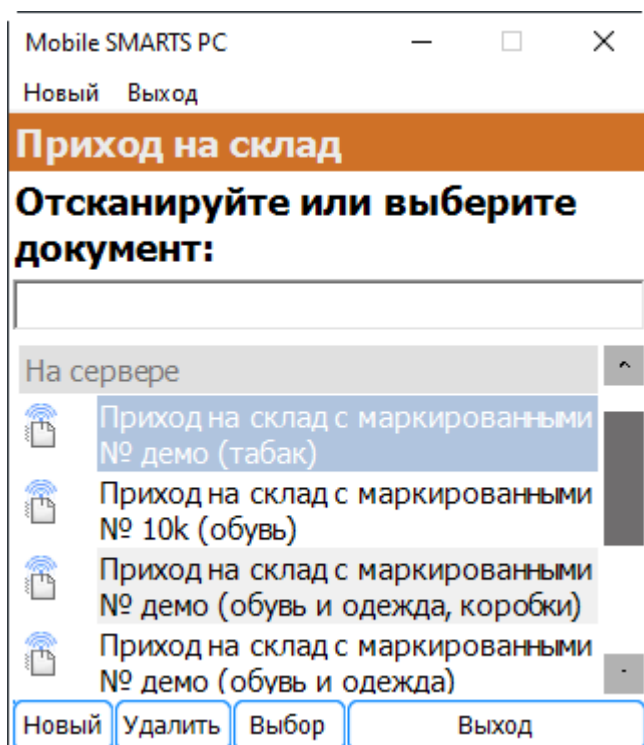 Mobile SMARTS PC
Новый Выход
Приход на склад
Отсканируйте или выберите
документ:
На сервере
Приход на склад с маркированными
№ демо (табак)
Приход на склад с маркированными
№ 10k (обувь)
Приход на склад с маркированными
№ демо (обувь и одежда, коробки)
Приход на склад с маркированными
№ демо (обувь и одежда)
Новый Удалить Выбор Выход